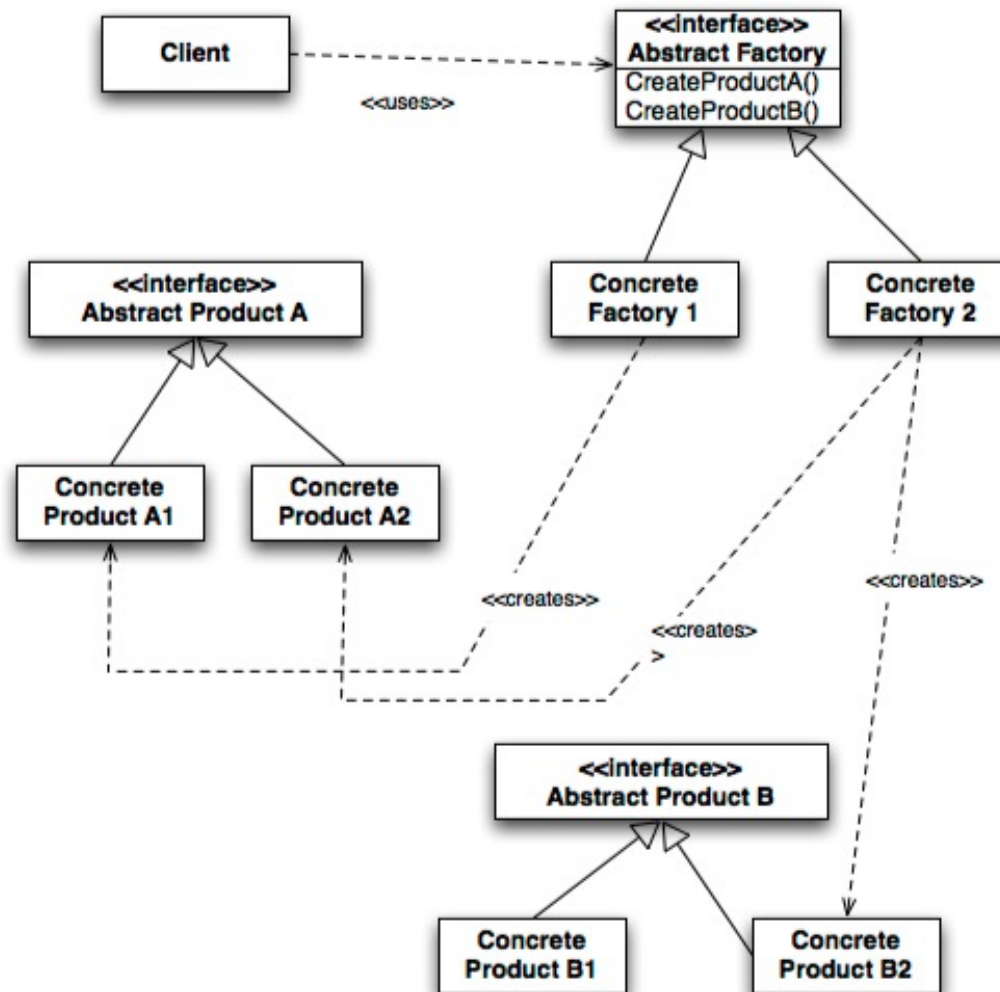 Client
<<uses>>
<<interface>>
Abstract Factory
CreateProductA()
CreateProductB()
<<interface>>
Abstract Product A
Concrete
Factory 1
Concrete
Factory 2
Concrete
Product A1
Concrete
Product A2
<<creates>>
<<creates>
>
<<creates>>
<<interface>>
Abstract Product B
Concrete
Product B1
Concrete
Product B2